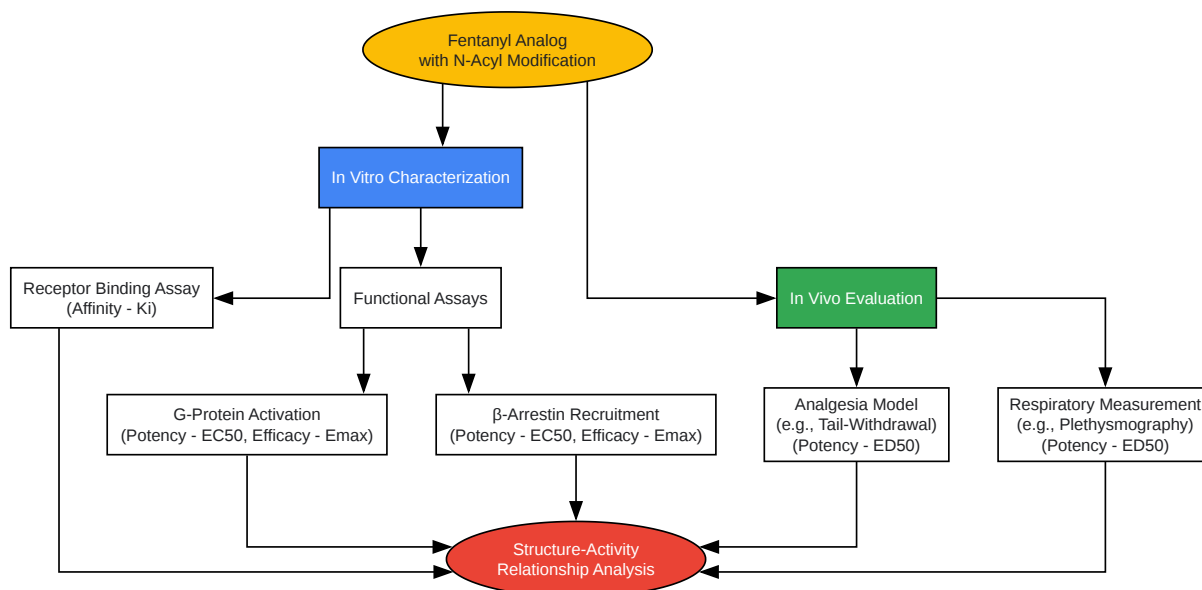 Fentanyl Analog
with N-Acyl Modification
In Vitro Characterization
Receptor Binding Assay
(Affinity - Ki)
Functional Assays
In Vivo Evaluation
G-Protein Activation
(Potency - EC50, Efficacy - Emax)
β-Arrestin Recruitment
(Potency - EC50, Efficacy - Emax)
Analgesia Model
(e.g., Tail-Withdrawal)
(Potency - ED50)
Respiratory Measurement
(e.g., Plethysmography)
(Potency - ED50)
Structure-Activity
Relationship Analysis